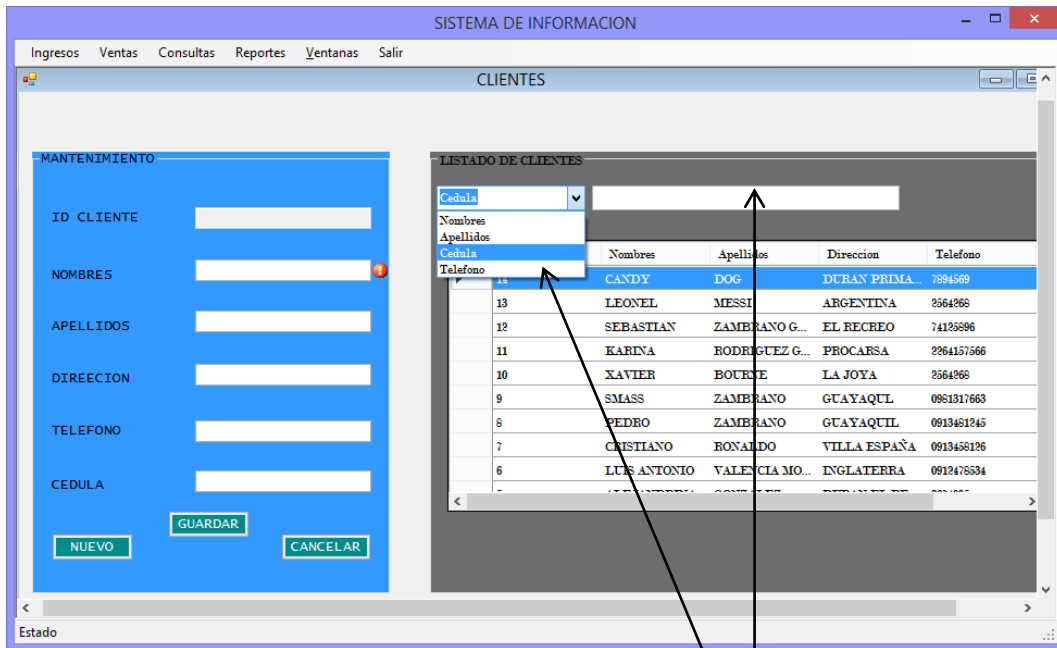 SISTEMA DE INFORMACION
Ingresos Ventas Consultas Reportes Ventanas Salir
CLIENTES
MANTENIMIENTO
ID CLIENTE
NOMBRES
APELLIDOS
DIREECION
TELEFONO
CEDULA
GUARDAR
NUEVO CANCELAR
LISTADO DE CLIENTES
Cedula
Nombres
Apellidos
Cedula
Telefono
Nombres Apellidos Direccion Telefono
14 CANDY DOG DURAN PRIMA... 7894569
13 LEONEL MESSI ARGENTINA 2564268
12 SEBASTIAN ZAMBRANO G... EL RECREO 74125896
11 KARINA RODRIGUEZ G... PROCARSA 2264157566
10 XAVIER BOURNE LA JOYA 2564268
9 SMASS ZAMBRANO GUAYAQUL 0981317663
8 PEDRO ZAMBRANO GUAYAQUIL 0913481245
7 CRISTIANO RONALDO VILLA ESPAÑA 0913458126
6 LUIS ANTONIO VALENCIA MO... INGLATERRA 0912478534
Estado